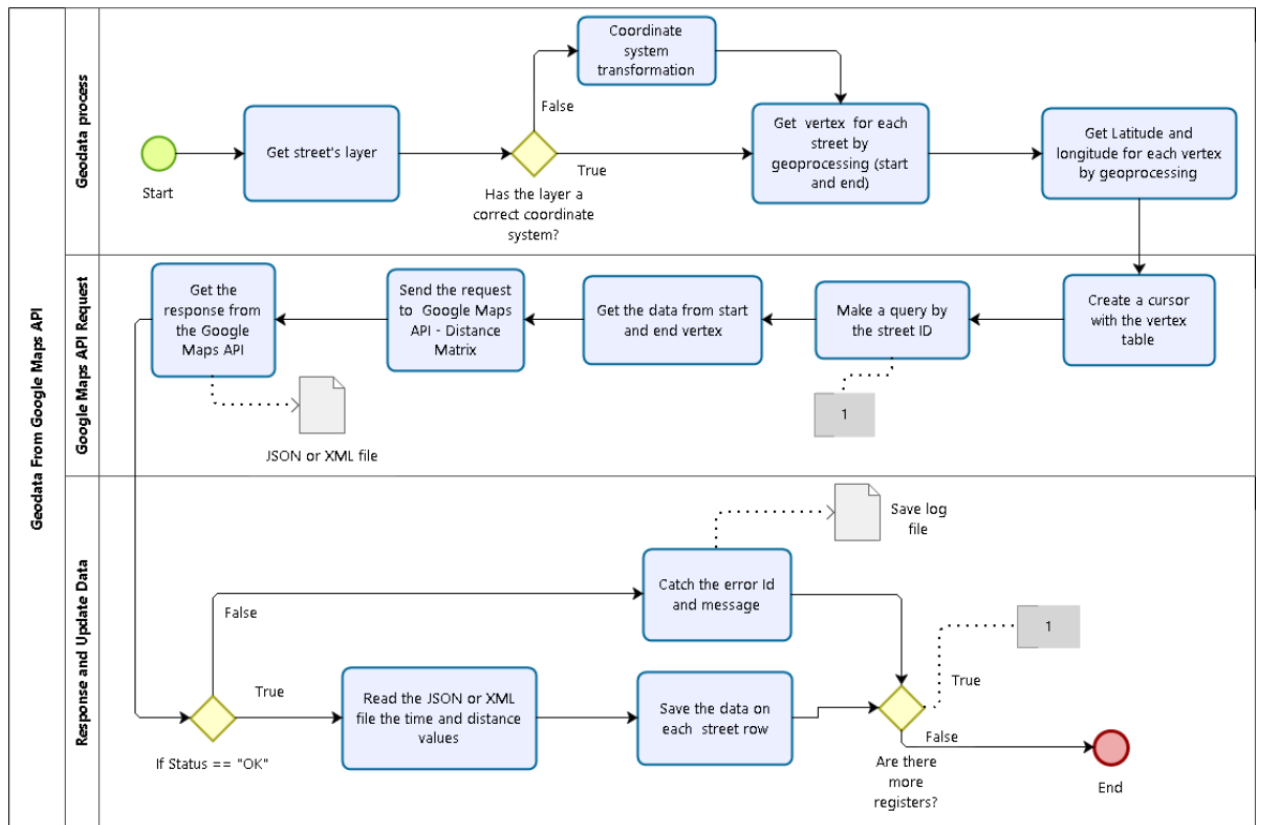 Geodata From Google Maps API
Geodata process
Start
Get street's layer
Has the layer a
correct coordinate
system?
False
True
Coordinate
system
transformation
Get vertex for each
street by
geoprocessing (start
and end)
Get Latitude and
longitude for each vertex
by geoprocessing
Google Maps API Request
Create a cursor
with the vertex
table
Make a query by
the street ID
1
Get the data from start
and end vertex
Send the request
to Google Maps
API - Distance
Matrix
Get the
response from
the Google
Maps API
JSON or XML file
Response and Update Data
If Status == "OK"
False
True
Catch the error Id
and message
Save log
file
Read the JSON or XML
file the time and distance
values
Save the data on
each street row
Are there
more
registers?
True
1
False
End